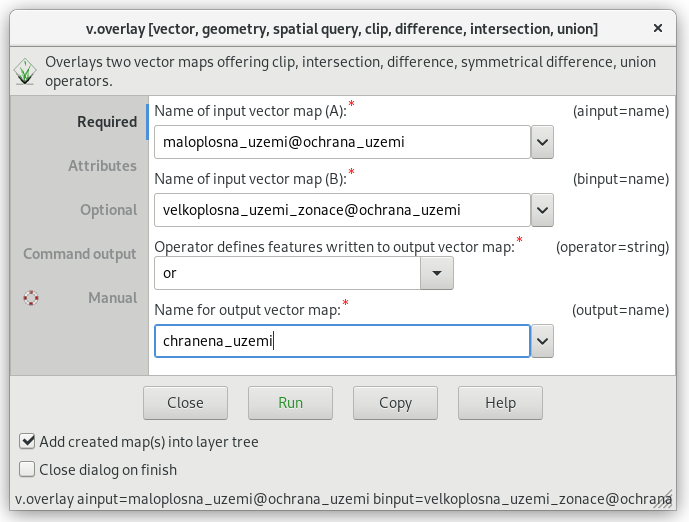 v.overlay [vector, geometry, spatial query, clip, difference, intersection, union]
Overlays two vector maps offering clip, intersection, difference, symmetrical difference, union
operators.
Required
Attributes
Optional
Command output
Manual
Name of input vector map (A):* (ainput=name)
maloplosna_uzemi@ochrana_uzemi
Name of input vector map (B):* (binput=name)
velkoplosna_uzemi_zonace@ochrana_uzemi
Operator defines features written to output vector map:* (operator=string)
or
Name for output vector map:* (output=name)
chranena_uzemi
Close Run Copy Help
Add created map(s) into layer tree
Close dialog on finish
v.overlay ainput=maloplosna_uzemi@ochrana_uzemi binput=velkoplosna_uzemi_zonace@ochrana